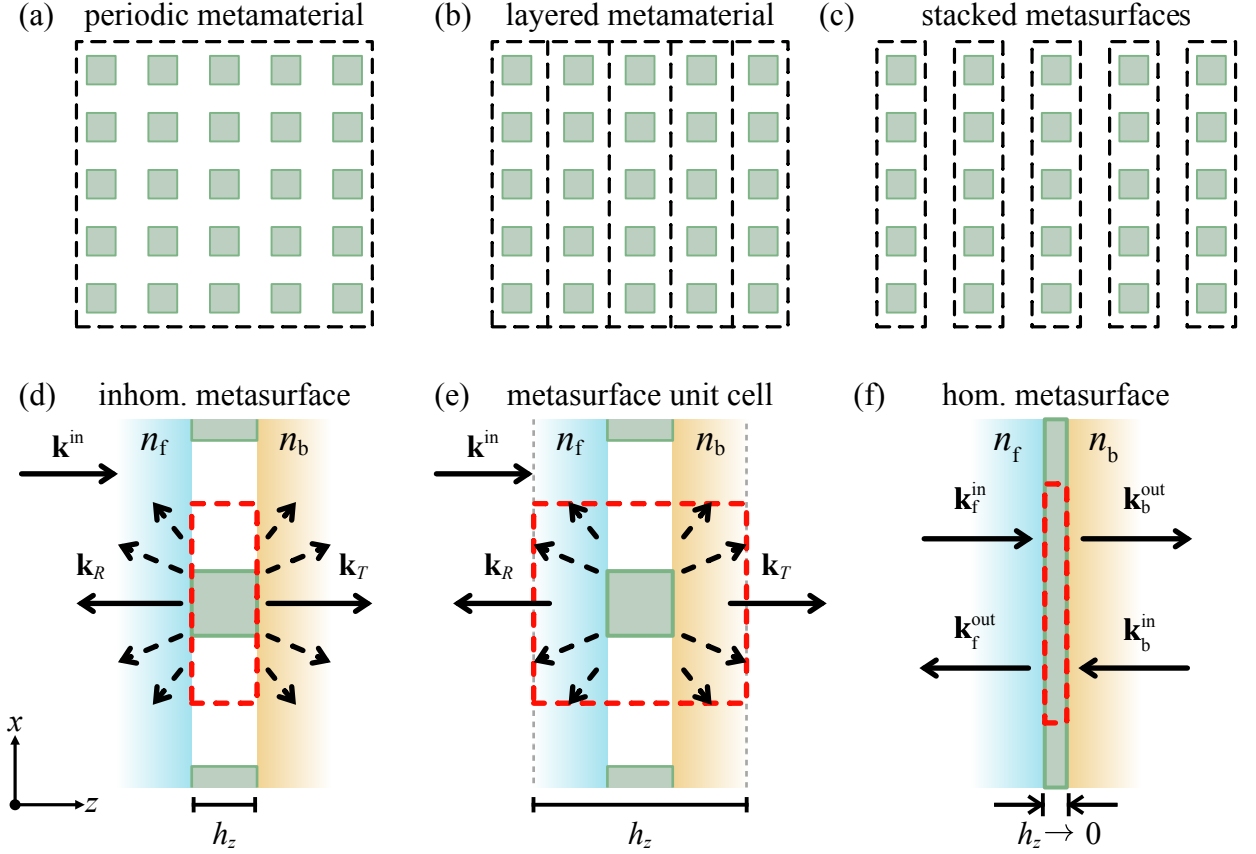 (a) periodic metamaterial
(b) layered metamaterial
(c) stacked metasurfaces
(d) inhom. metasurface
k^in n_f n_b
k_R k_T
x
z
h_z
(e) metasurface unit cell
k^in n_f n_b
k_R k_T
h_z
(f) hom. metasurface
n_f n_b
k_f^in k_b^out
k_f^out k_b^in
h_z → 0